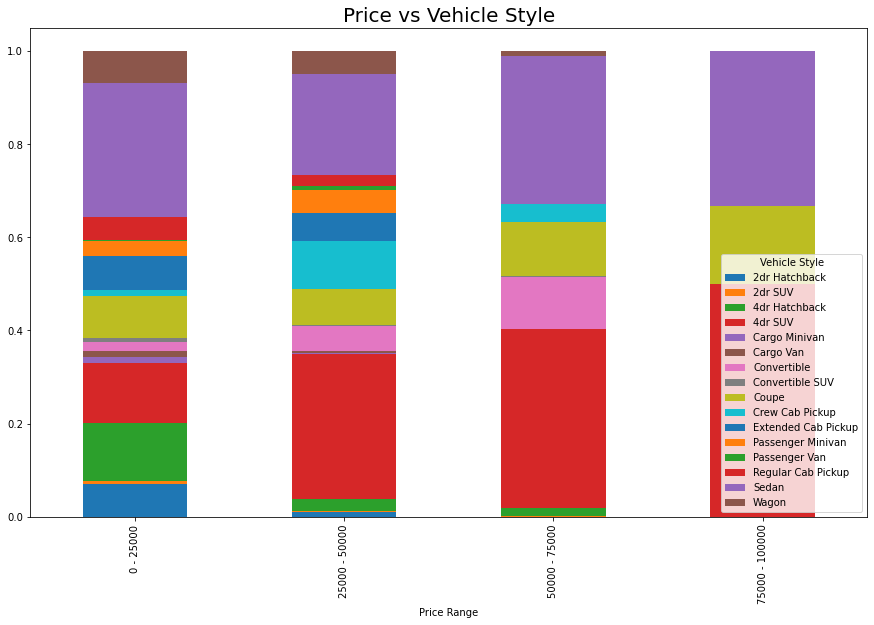 Price vs Vehicle Style
1.0
0.8
0.6
0.4
0.2
0.0
Vehicle Style
2dr Hatchback
2dr SUV
4dr Hatchback
4dr SUV
Cargo Minivan
Cargo Van
Convertible
Convertible SUV
Coupe
Crew Cab Pickup
Extended Cab Pickup
Passenger Minivan
Passenger Van
Regular Cab Pickup
Sedan
Wagon
0 - 25000
25000 - 50000
50000 - 75000
75000 - 100000
Price Range